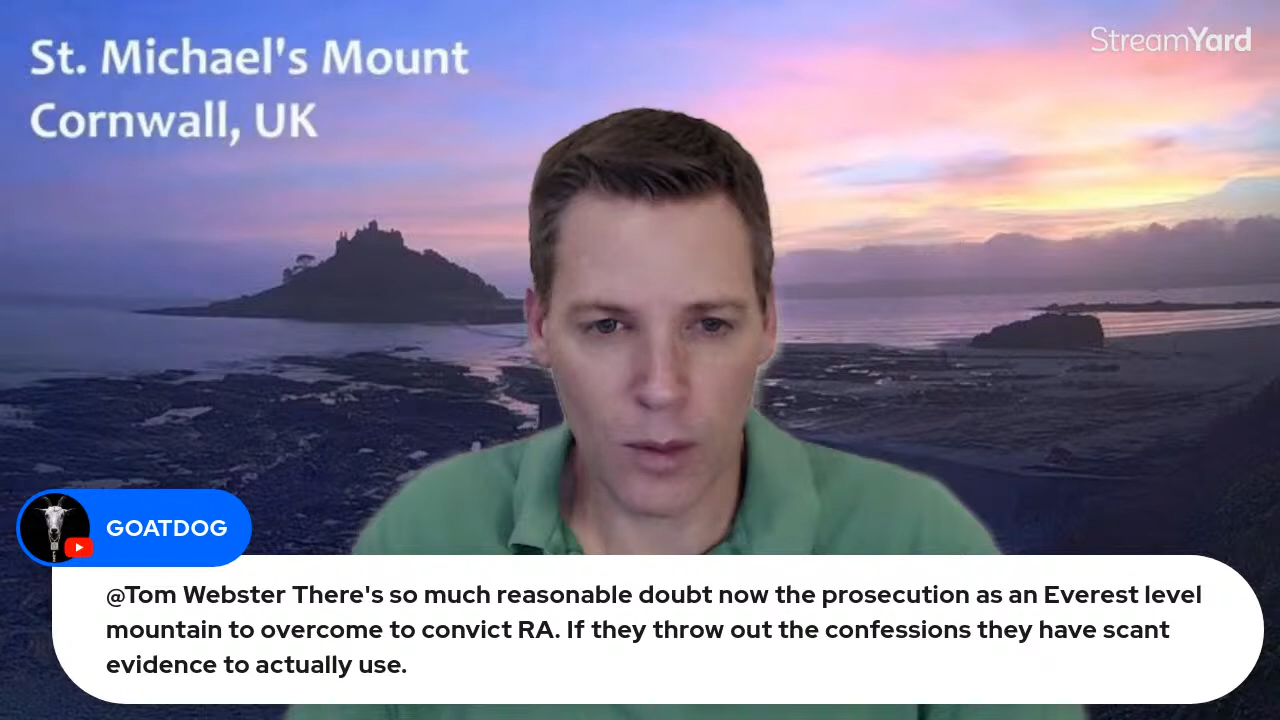 St. Michael's Mount
Cornwall, UK
StreamYard
GOATDOG
@Tom Webster There's so much reasonable doubt now the prosecution as an Everest level
mountain to overcome to convict RA. If they throw out the confessions they have scant
evidence to actually use.